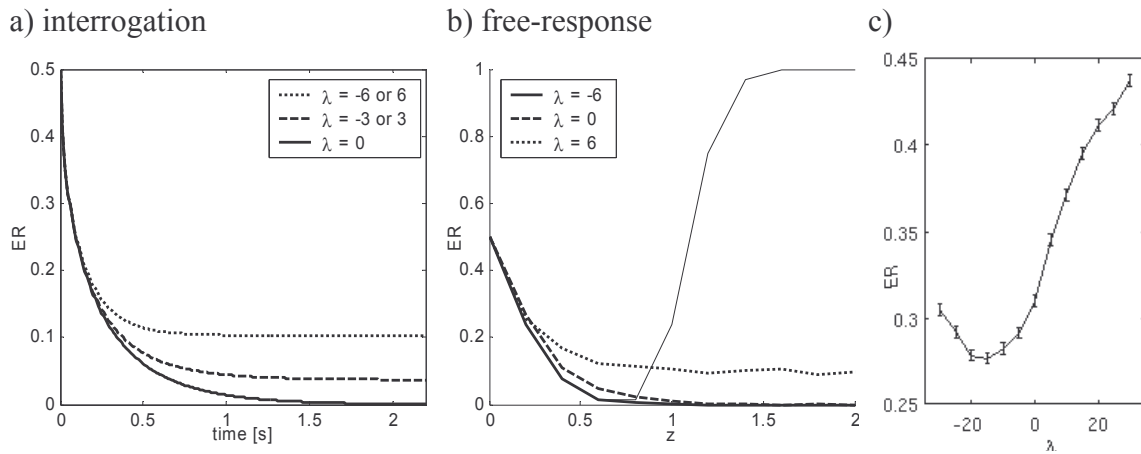 a) interrogation
b) free-response
c)
0.5
0.4
0.3
0.2
0.1
0
ER
0
0.5
1.0
1.5
2.0
time [s]
λ = -6 or 6
λ = -3 or 3
λ = 0
1
0.8
0.6
0.4
0.2
0
ER
0
0.5
1.0
1.5
2
z
λ = -6
λ = 0
λ = 6
0.45
0.4
0.35
0.3
0.25
ER
-20
0
20
λ